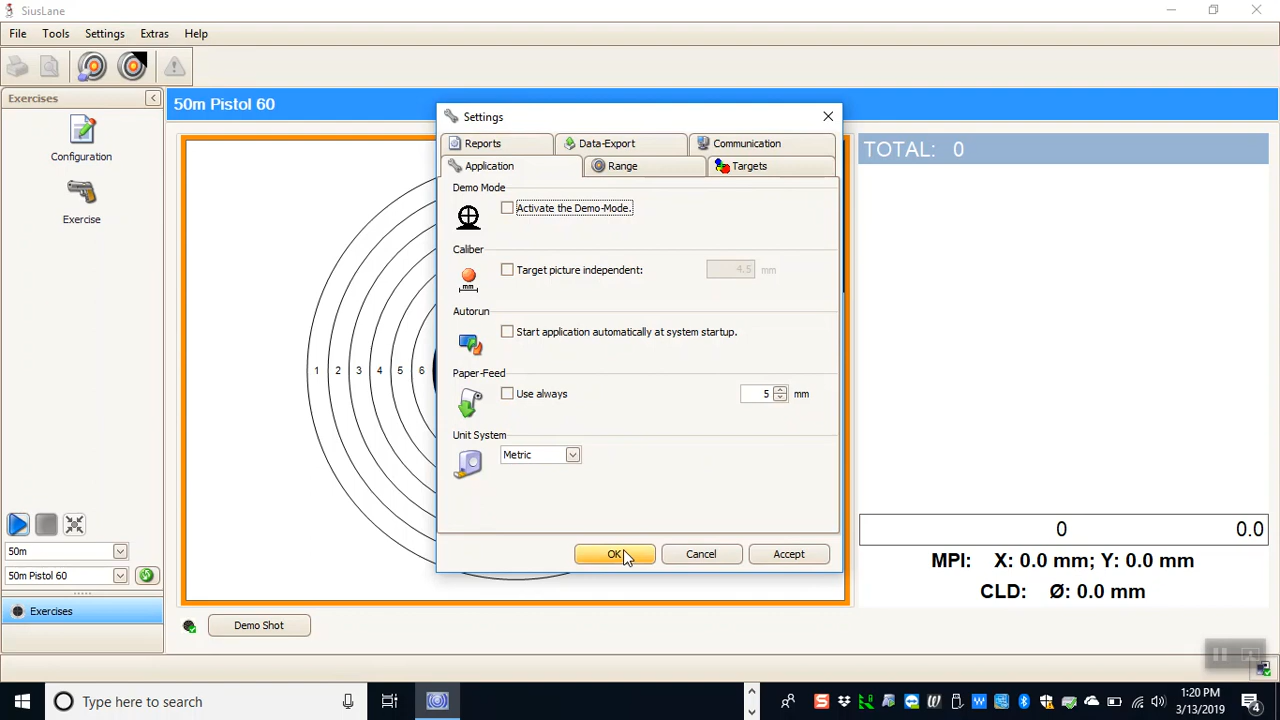 SiusLane
File Tools Settings Extras Help
Exercises
50m Pistol 60
Configuration
Exercise
1 2 3 4 5 6
Settings
Reports Data-Export Communication
Application Range Targets
Demo Mode
Activate the Demo-Mode.
Caliber
Target picture independent: 4.5 mm
mm
Autorun
Start application automatically at system startup.
Paper-Feed
Use always 5 mm
Unit System
Metric
OK Cancel Accept
TOTAL: 0
0 0.0
MPI: X: 0.0 mm; Y: 0.0 mm
CLD: Ø: 0.0 mm
50m
50m Pistol 60
Exercises
Demo Shot
Type here to search
1:20 PM
3/13/2019
4